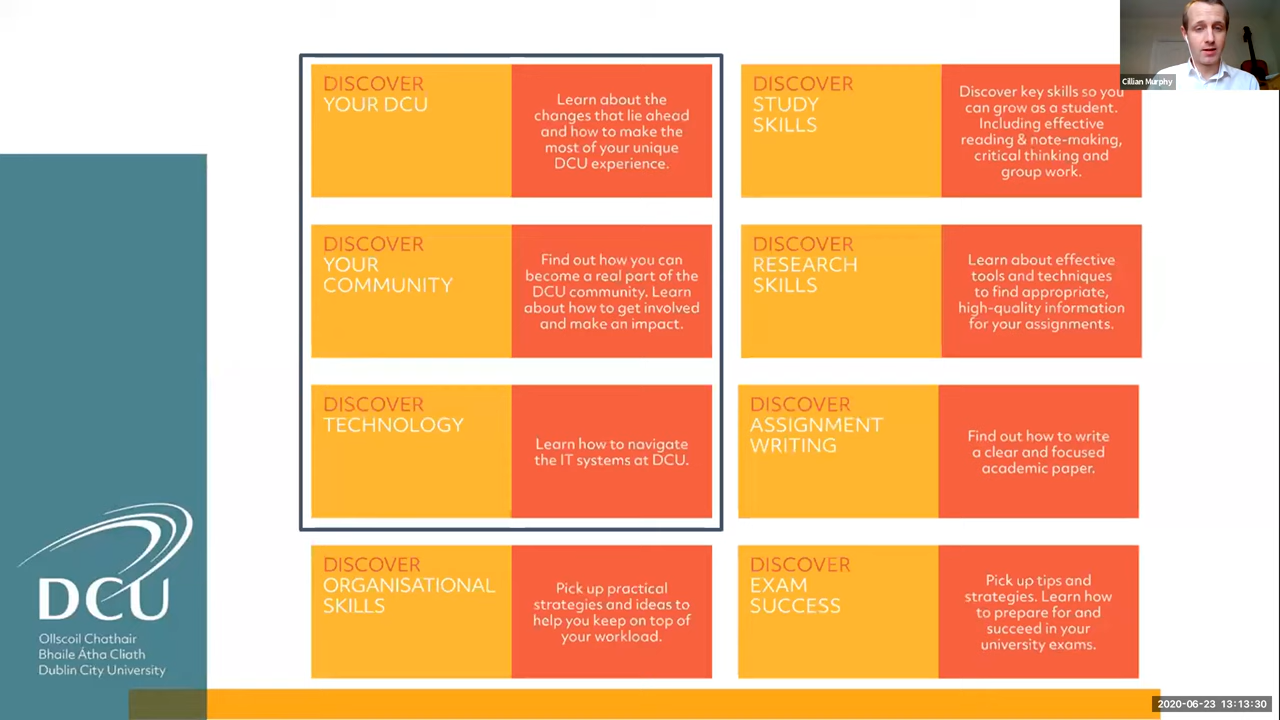 DISCOVER
YOUR DCU
Learn about the
changes that lie ahead
and how to make the
most of your unique
DCU experience.
DISCOVER
STUDY
SKILLS
Discover key skills so you
can grow as a student.
Including effective
reading & note-making,
critical thinking and
group work.
Cillian Murphy
DISCOVER
YOUR
COMMUNITY
Find out how you can
become a real part of the
DCU community. Learn
about how to get involved
and make an impact.
DISCOVER
RESEARCH
SKILLS
Learn about effective
tools and techniques
to find appropriate,
high-quality information
for your assignments.
DISCOVER
TECHNOLOGY
Learn how to navigate
the IT systems at DCU.
DISCOVER
ASSIGNMENT
WRITING
Find out how to write
a clear and focused
academic paper.
DISCOVER
ORGANISATIONAL
SKILLS
Pick up practical
strategies and ideas to
help you keep on top of
your workload.
DISCOVER
EXAM
SUCCESS
Pick up tips and
strategies. Learn how
to prepare for and
succeed in your
university exams.
DCU
Ollscoil Chathair
Bhaile Átha Cliath
Dublin City University
2020-06-23 13:13:30